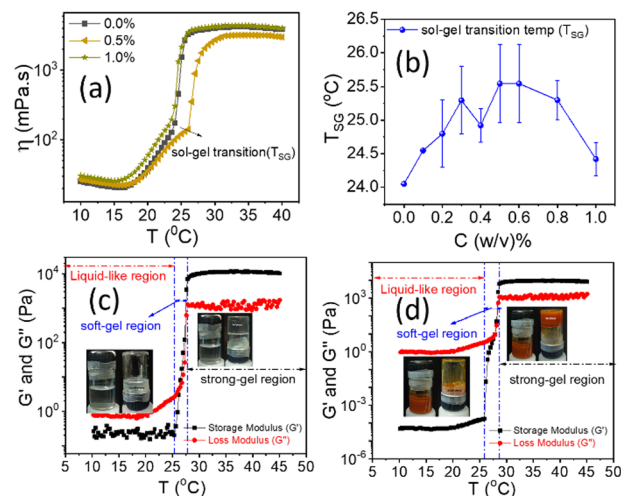 0.0%
0.5%
1.0%
(a)
sol-gel transition(T_SG)
η (mPa.s)
10³
10²
10 15 20 25 30 35 40
T (⁰C)
sol-gel transition temp (T_SG)
(b)
T_SG (⁰C)
26.5
26.0
25.5
25.0
24.5
24.0
0.0 0.2 0.4 0.6 0.8 1.0
C (w/v)%
Liquid-like region
(c)
soft-gel region
strong-gel region
Storage Modulus (G')
Loss Modulus (G")
G' and G" (Pa)
10⁴
10²
10⁰
5 10 15 20 25 30 35 40 45 50
T (⁰C)
Liquid-like region
(d)
soft-gel region
strong-gel region
Storage Modulus (G')
Loss Modulus (G")
G' and G" (Pa)
10³
10⁰
10⁻³
10⁻⁶
5 10 15 20 25 30 35 40 45 50
T (⁰C)